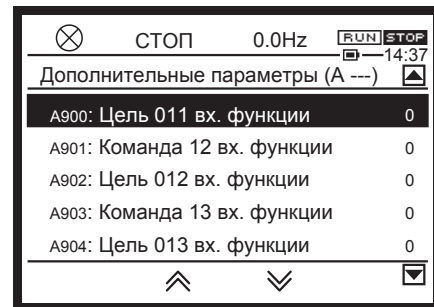 СТОП 0.0Hz RUN STOP
14:37
Дополнительные параметры (A ---)
A900: Цель 011 вх. функции 0
A901: Команда 12 вх. функции 0
A902: Цель 012 вх. функции 0
A903: Команда 13 вх. функции 0
A904: Цель 013 вх. функции 0